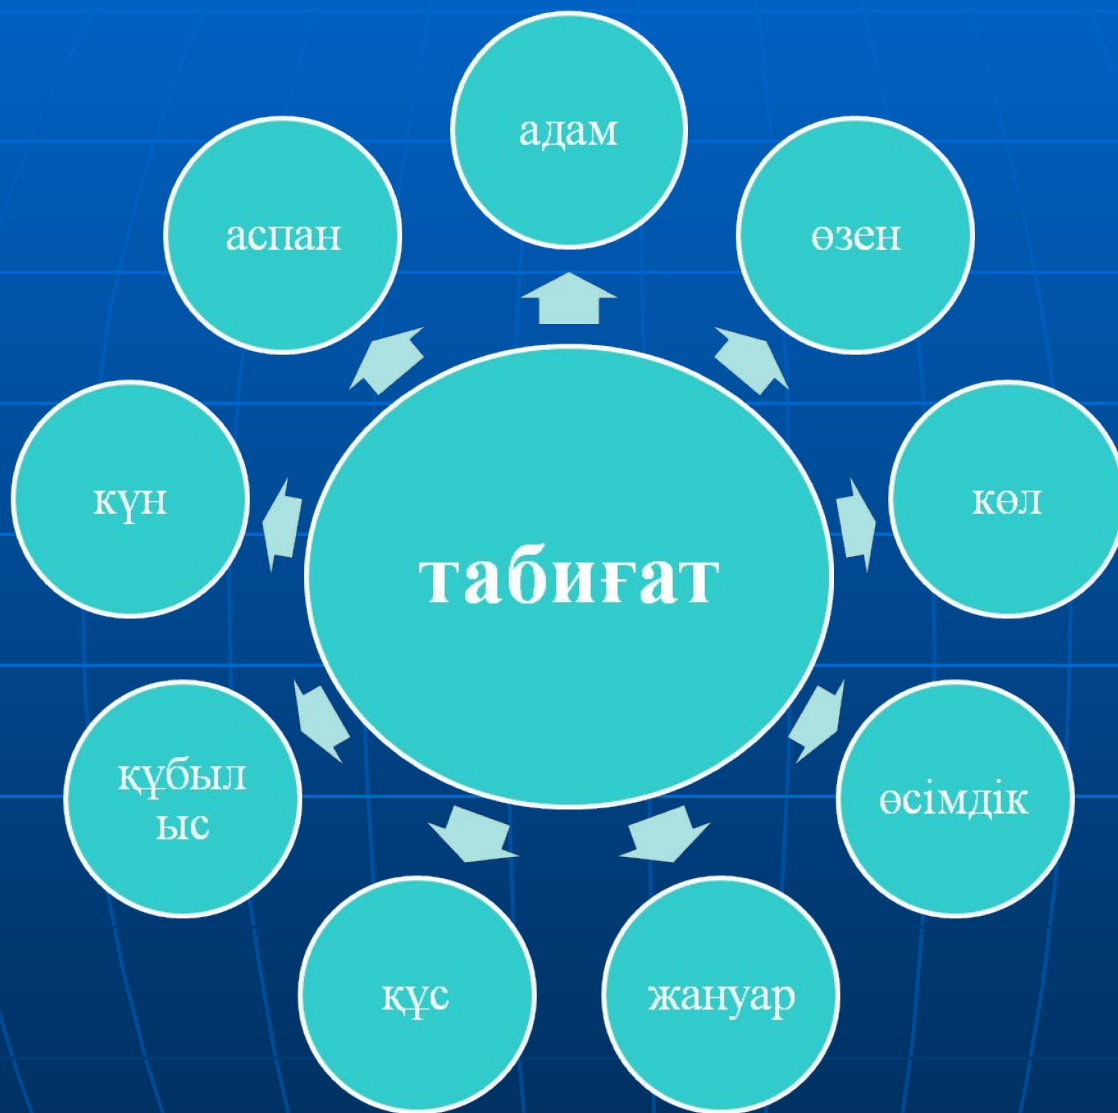 адам
аспан
өзен
күн
көл
табиғат
құбыл
ыс
өсімдік
құс
жануар